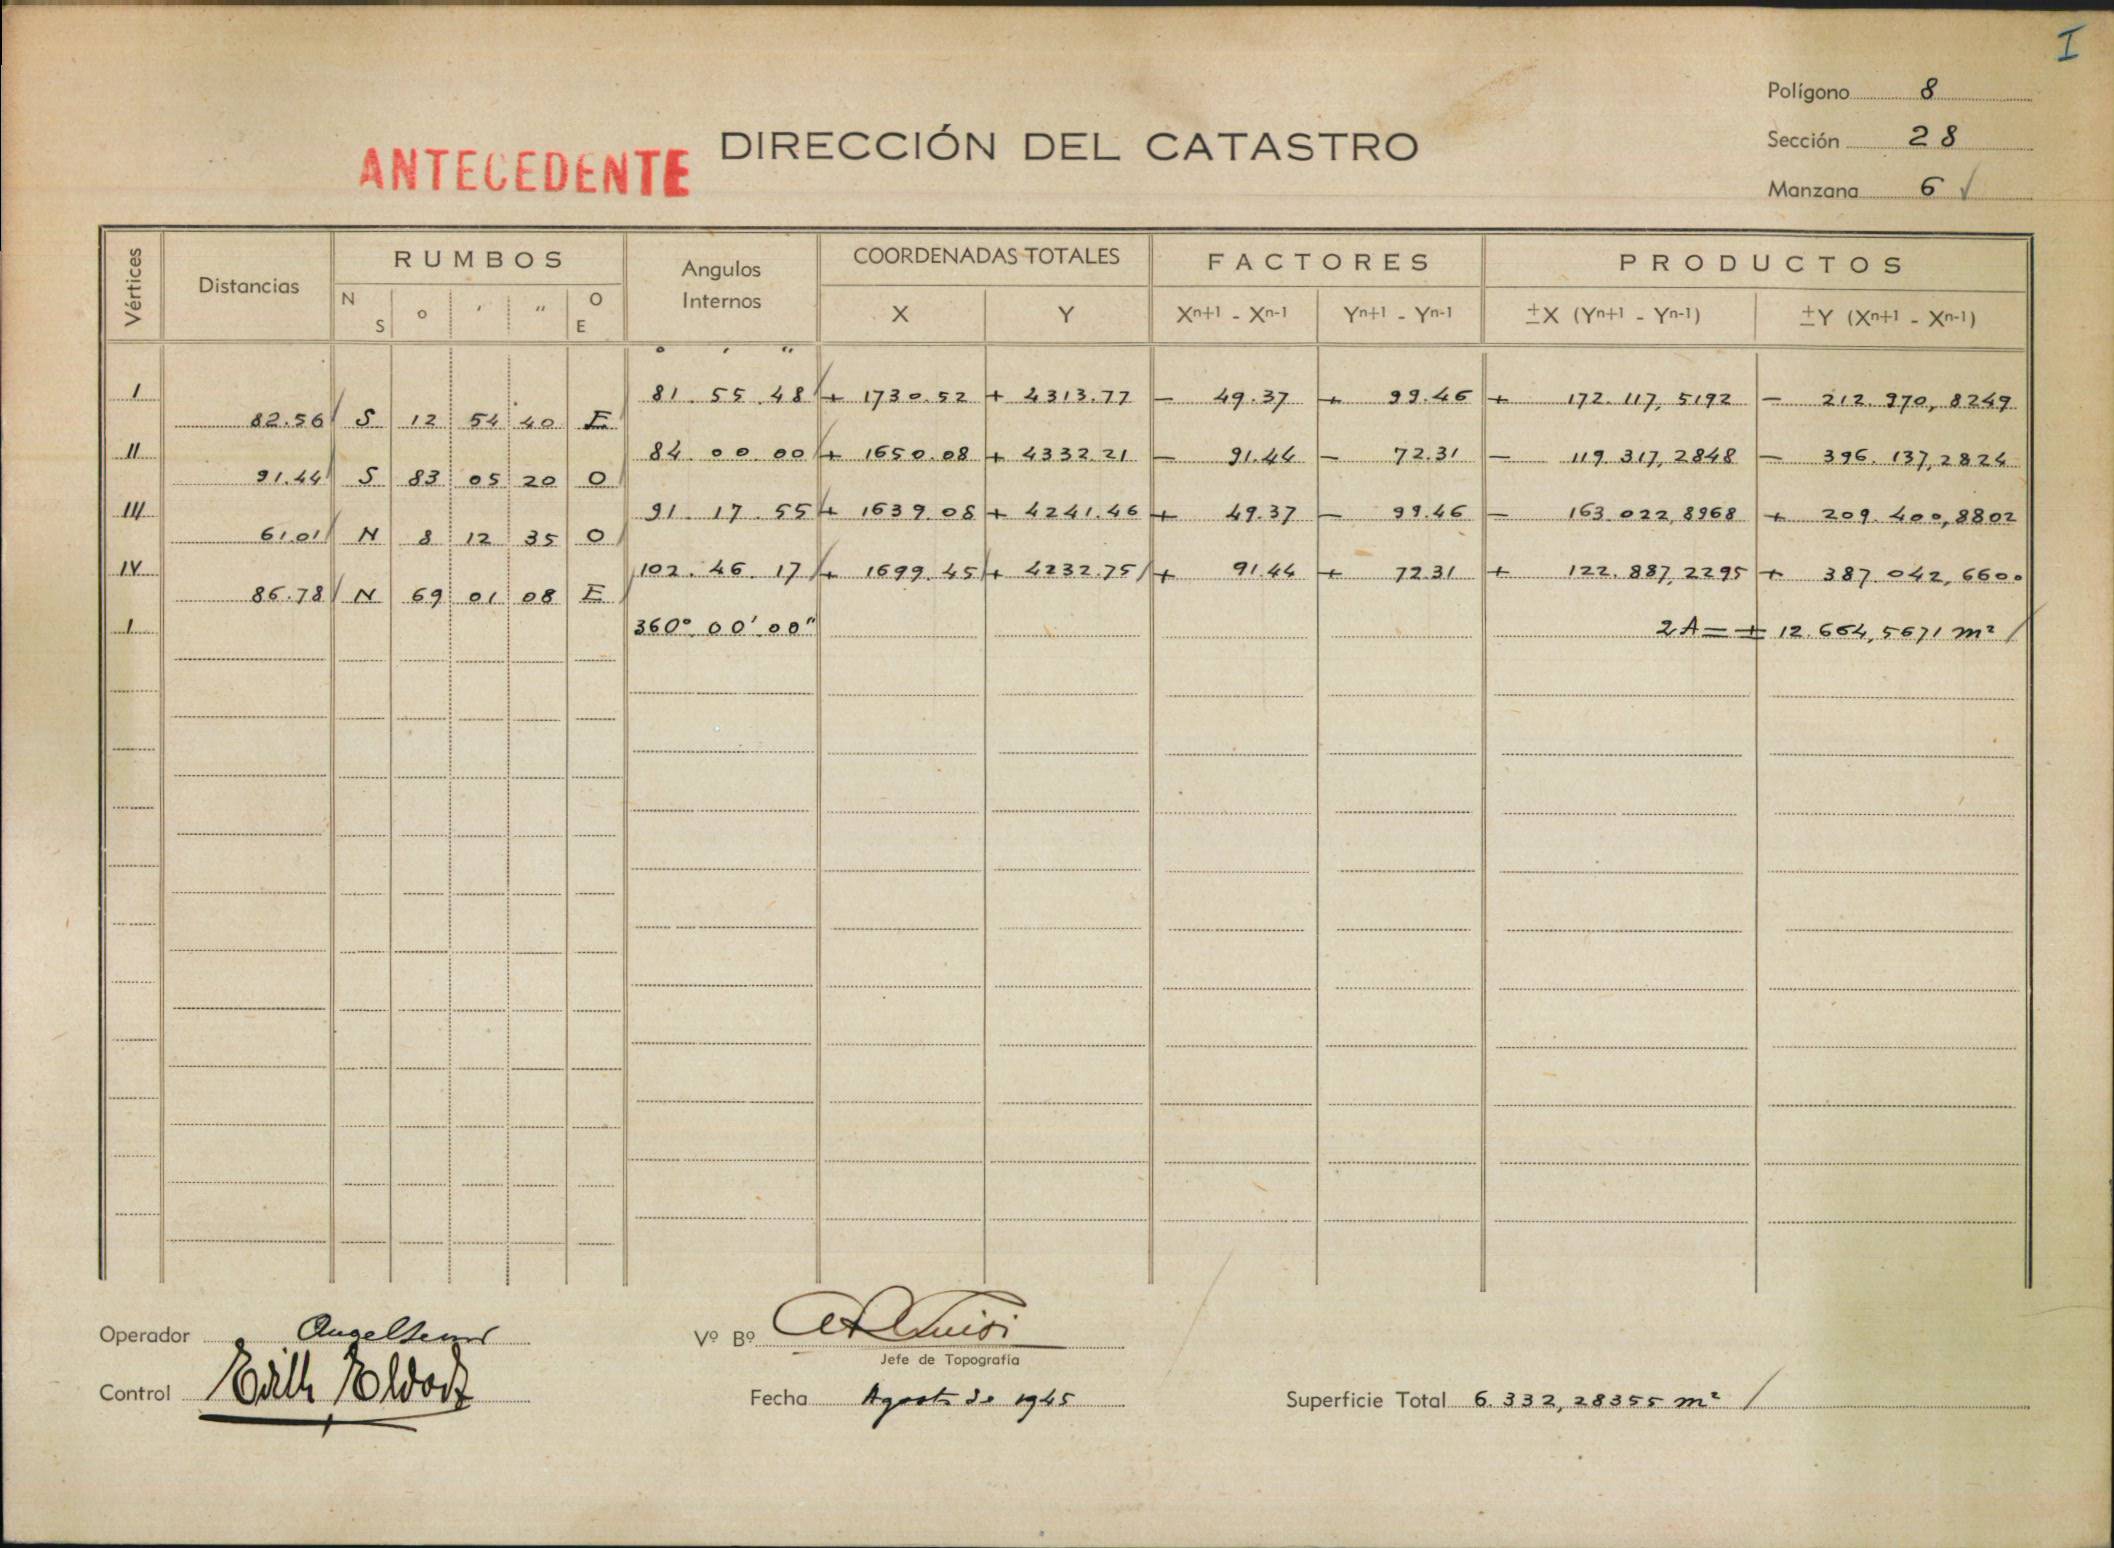 I
Polígono 8
DIRECCIÓN DEL CATASTRO
Sección 28
ANTECEDENTE
Manzana 6
Vértices Distancias RUMBOS Angulos Internos COORDENADAS TOTALES FACTORES PRODUCTOS
N S o ' " O E X Y Xn+1 - Xn-1 Yn+1 - Yn-1 ±X (Yn+1 - Yn-1) ±Y (Xn+1 - Xn-1)
o ' "
I 81 55 48 + 1730.52 + 4313.77 - 49.37 + 99.46 + 172.117,5192 - 212.970,8249
82.56 S 12 54 40 E
II 84 00 00 + 1650.08 + 4332.21 - 91.44 - 72.31 - 119.317,2848 - 396.137,2824
91.44 S 83 05 20 O
III 91 17 55 + 1639.08 + 4241.46 + 49.37 - 99.46 - 163.022,8968 + 209.400,8802
61.01 N 8 12 35 O
IV 102.46.17 + 1699.45 + 4232.75 + 91.44 + 72.31 + 122.887,2295 + 387.042,6600
86.78 N 69 01 08 E
I 360° 00' 00" 2A = + 12.664,5671 m²
Operador
Vº Bº
Jefe de Topografía
Control
Fecha Agosto de 1945
Superficie Total 6.332,28355 m²